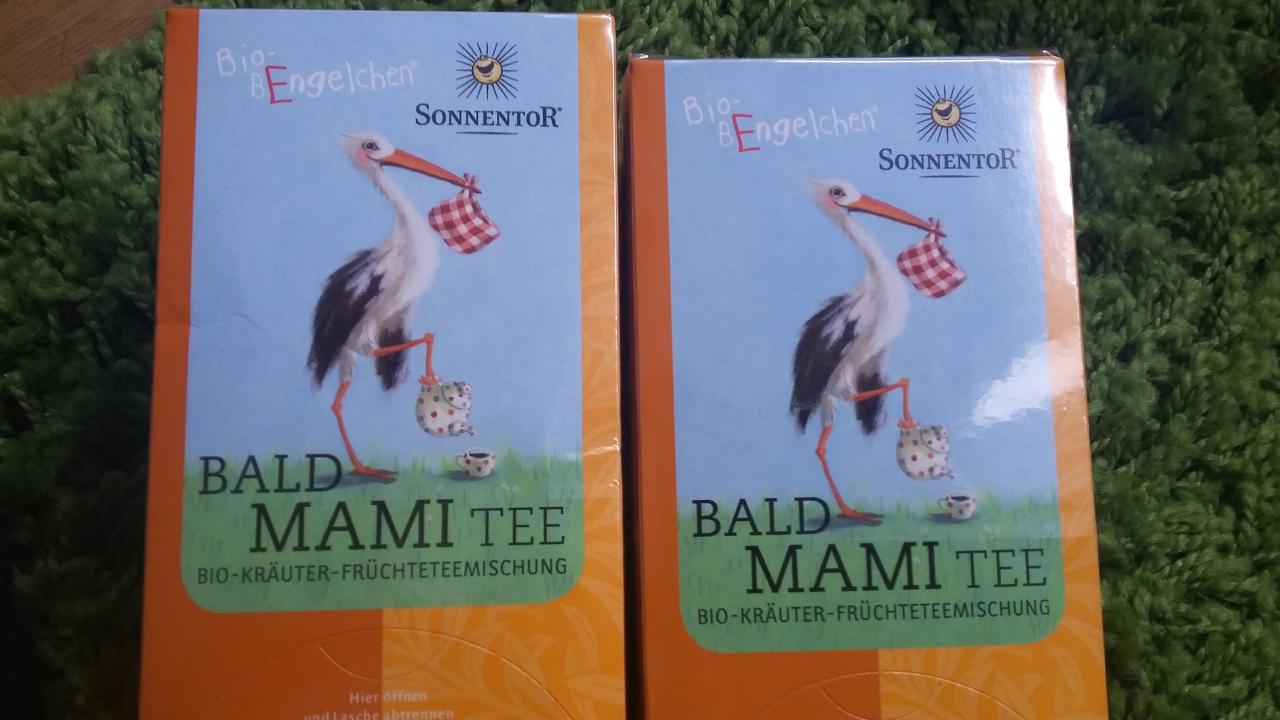 Bio-
BEngelchen®
SONNENTOR®
BALD
MAMI TEE
BIO-KRÄUTER-FRÜCHTETEEMISCHUNG
Hier öffnen
und Lasche abtrennen
Bio-
BEngelchen®
SONNENTOR®
BALD
MAMI TEE
BIO-KRÄUTER-FRÜCHTETEEMISCHUNG